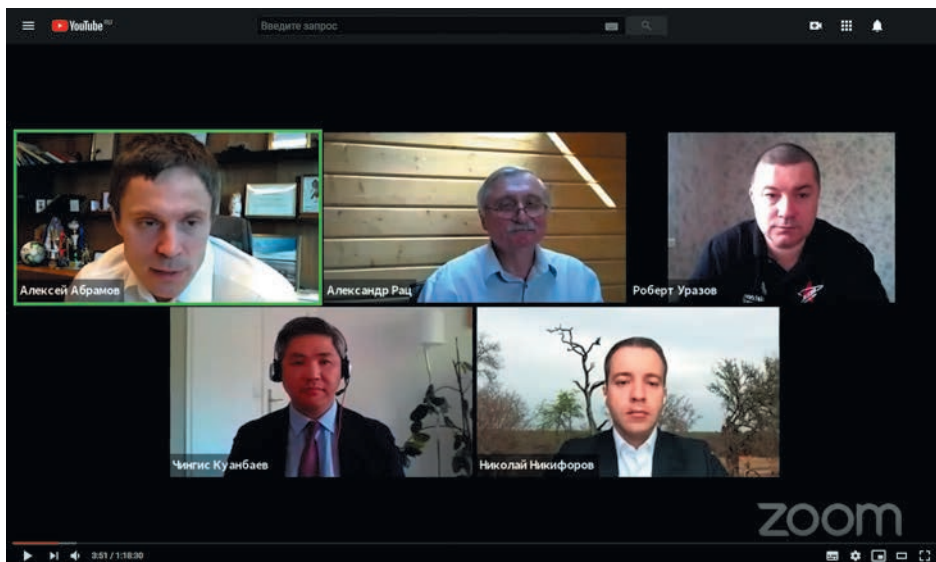 YouTube RU
Введите запрос
Алексей Абрамов
Александр Рац
Роберт Уразов
Чингис Куанбаев
Николай Никифоров
zoom
3:51 / 1:18:30